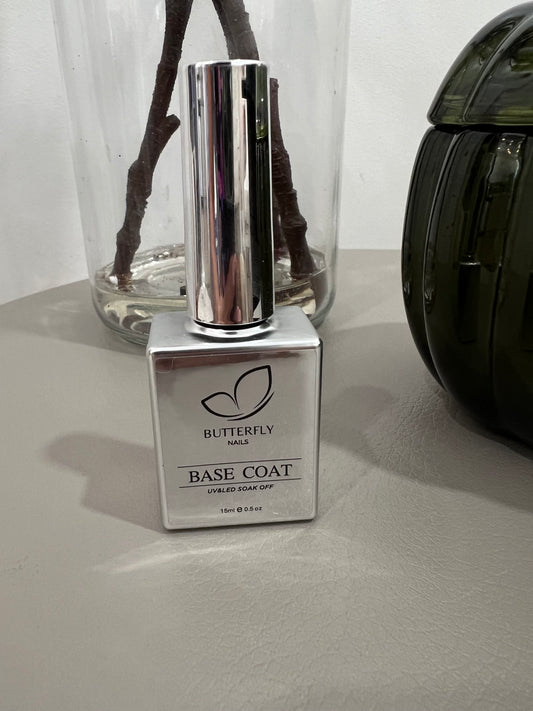 BUTTERFLY
NAILS
BASE COAT
UV&LED SOAK OFF
15ml ℮ 0.5 oz